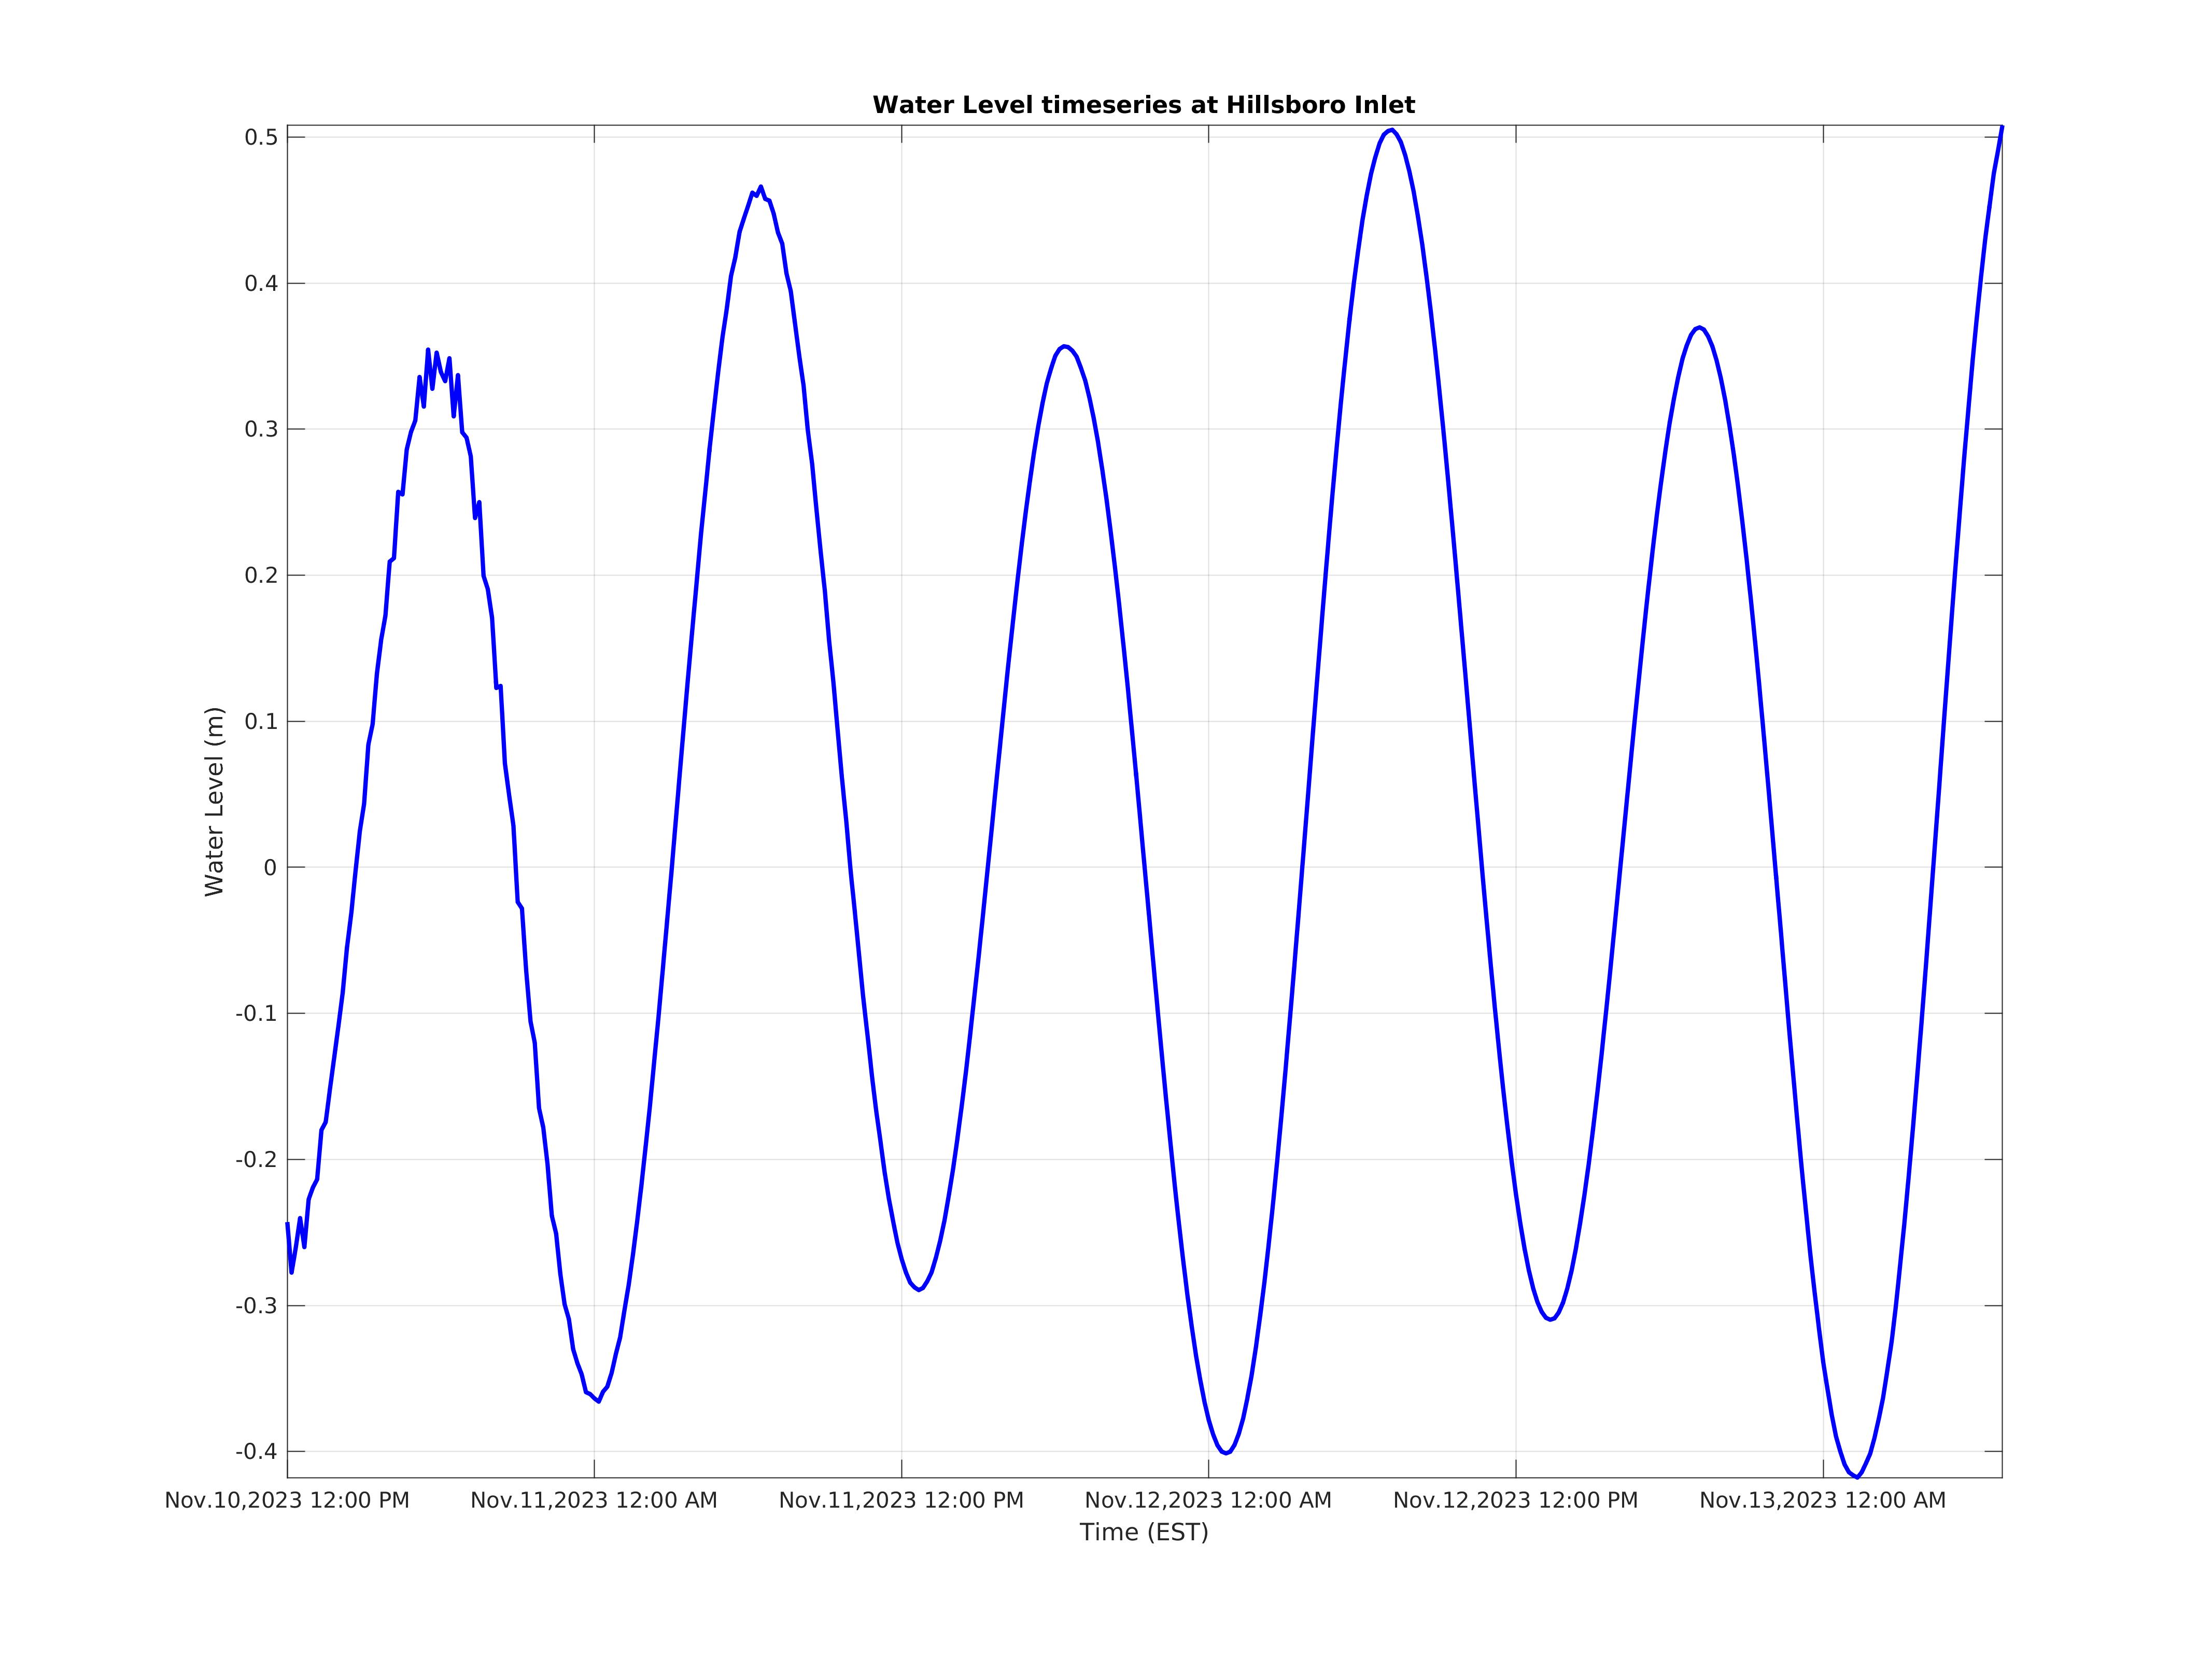 Water Level timeseries at Hillsboro Inlet
0.5
0.4
0.3
0.2
0.1
0
-0.1
-0.2
-0.3
-0.4
Water Level (m)
Nov.10,2023 12:00 PM Nov.11,2023 12:00 AM Nov.11,2023 12:00 PM Nov.12,2023 12:00 AM Nov.12,2023 12:00 PM Nov.13,2023 12:00 AM
Time (EST)